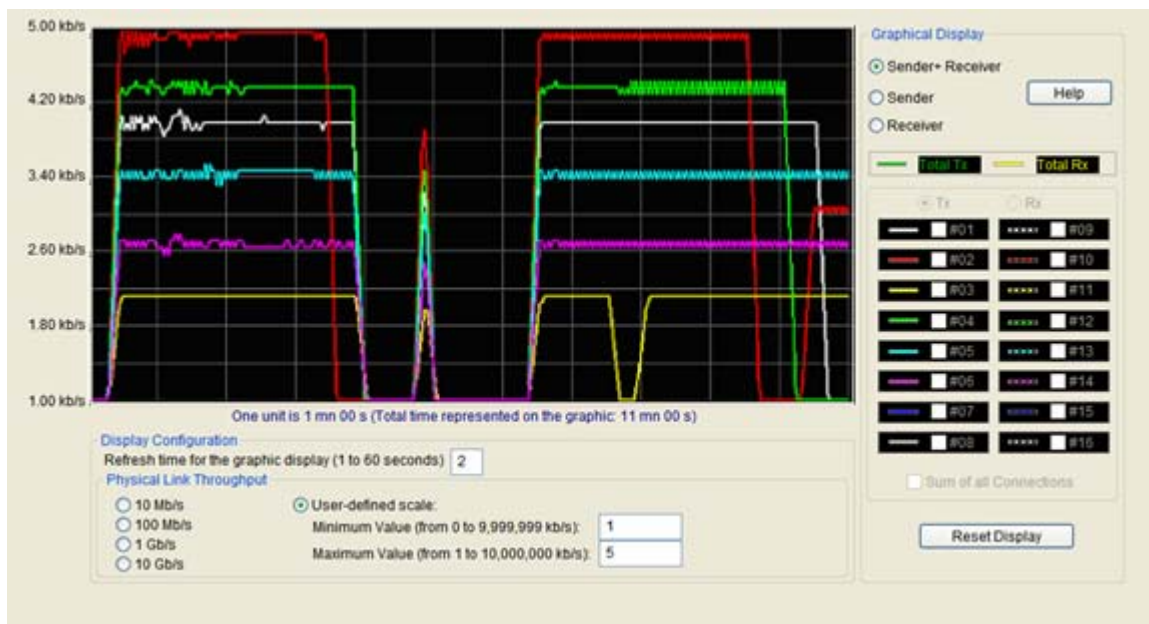 5.00 kb/s
4.20 kb/s
3.40 kb/s
2.60 kb/s
1.80 kb/s
1.00 kb/s
One unit is 1 mn 00 s (Total time represented on the graphic: 11 mn 00 s)
Display Configuration
Refresh time for the graphic display (1 to 60 seconds) 2
Physical Link Throughput
10 Mb/s
100 Mb/s
1 Gb/s
10 Gb/s
User-defined scale:
Minimum Value (from 0 to 9,999,999 kb/s): 1
Maximum Value (from 1 to 10,000,000 kb/s): 5
Graphical Display
Sender+ Receiver
Sender
Receiver
Help
Total Tx Total Rx
Tx Rx
#01 #09
#02 #10
#03 #11
#04 #12
#05 #13
#06 #14
#07 #15
#08 #16
Sum of all Connections
Reset Display